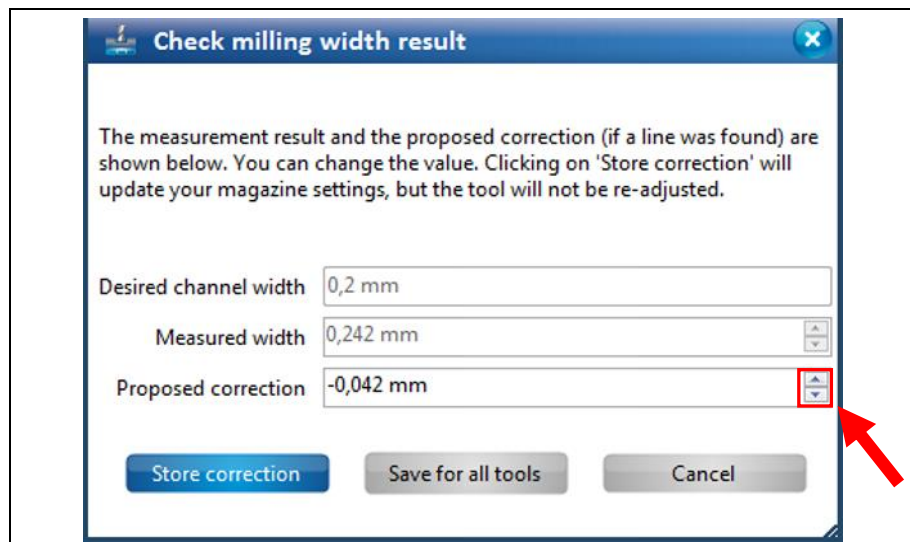 Check milling width result
The measurement result and the proposed correction (if a line was found) are
shown below. You can change the value. Clicking on 'Store correction' will
update your magazine settings, but the tool will not be re-adjusted.
Desired channel width 0,2 mm
Measured width 0,242 mm
Proposed correction -0,042 mm
Store correction Save for all tools Cancel